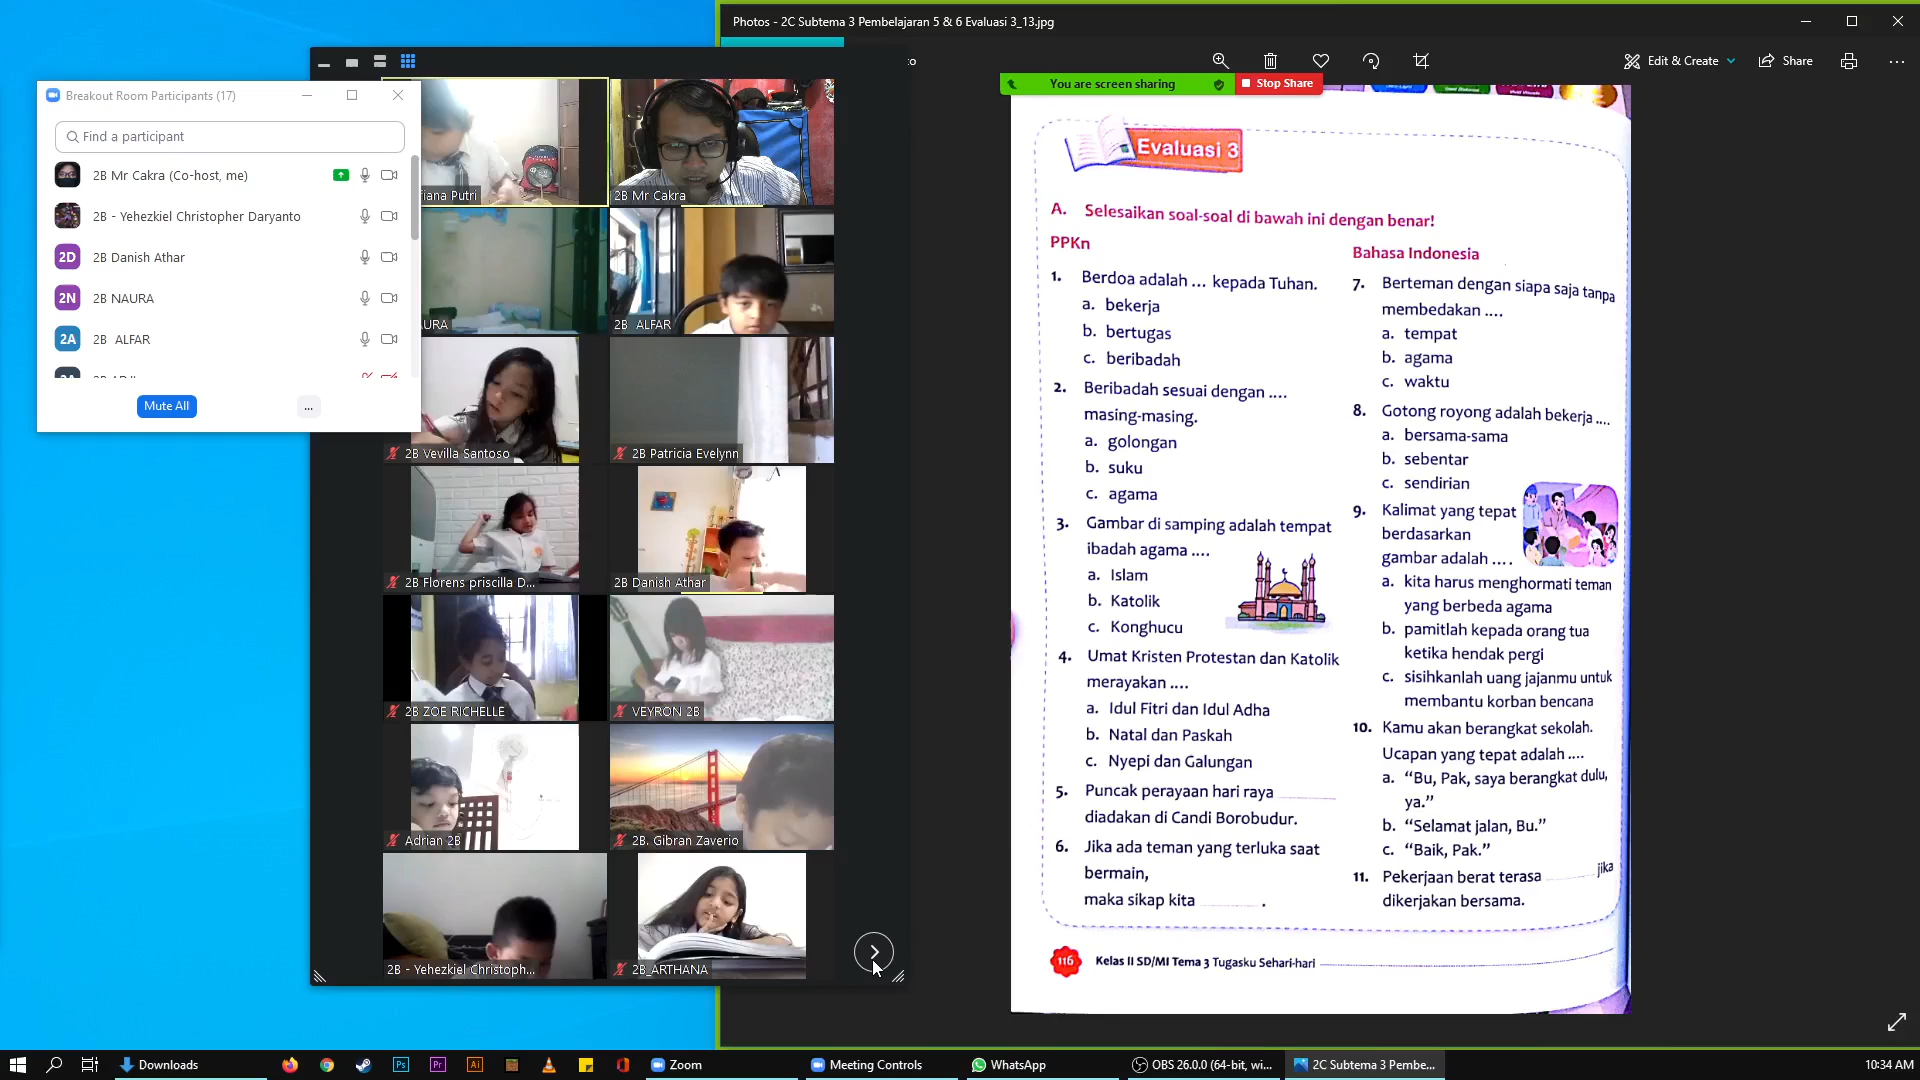 Photos - 2C Subtema 3 Pembelajaran 5 & 6 Evaluasi 3_13.jpg
Edit & Create
Share
You are screen sharing
Stop Share
Breakout Room Participants (17)
Find a participant
2B Mr Cakra (Co-host, me)
2B - Yehezkiel Christopher Daryanto
2D
2B Danish Athar
2N
2B NAURA
2A
2B ALFAR
Mute All
...
fiana Putri
2B Mr Cakra
URA
2B ALFAR
2B Vevilla Santoso
2B Patricia Evelynn
2B Florens priscilla D...
2B Danish Athar
2B ZOE RICHELLE
VEYRON 2B
Adrian 2B
2B. Gibran Zaverio
2B - Yehezkiel Christoph...
2B_ARTHANA
Evaluasi 3
A. Selesaikan soal-soal di bawah ini dengan benar!
PPKn
1. Berdoa adalah ... kepada Tuhan.
a. bekerja
b. bertugas
c. beribadah
2. Beribadah sesuai dengan ....
masing-masing.
a. golongan
b. suku
c. agama
3. Gambar di samping adalah tempat
ibadah agama ....
a. Islam
b. Katolik
c. Konghucu
4. Umat Kristen Protestan dan Katolik
merayakan ....
a. Idul Fitri dan Idul Adha
b. Natal dan Paskah
c. Nyepi dan Galungan
5. Puncak perayaan hari raya ______
diadakan di Candi Borobudur.
6. Jika ada teman yang terluka saat
bermain,
maka sikap kita ______ .
Bahasa Indonesia
7. Berteman dengan siapa saja tanpa
membedakan ....
a. tempat
b. agama
c. waktu
8. Gotong royong adalah bekerja ....
a. bersama-sama
b. sebentar
c. sendirian
9. Kalimat yang tepat
berdasarkan
gambar adalah ....
a. kita harus menghormati teman
yang berbeda agama
b. pamitlah kepada orang tua
ketika hendak pergi
c. sisihkanlah uang jajanmu untuk
membantu korban bencana
10. Kamu akan berangkat sekolah.
Ucapan yang tepat adalah ....
a. “Bu, Pak, saya berangkat dulu,
ya.”
b. “Selamat jalan, Bu.”
c. “Baik, Pak.”
11. Pekerjaan berat terasa ______ jika
dikerjakan bersama.
116 Kelas II SD/MI Tema 3 Tugasku Sehari-hari
Downloads
Ps
Pr
Ai
Zoom
Meeting Controls
WhatsApp
OBS 26.0.0 (64-bit, wi...
2C Subtema 3 Pembe...
10:34 AM